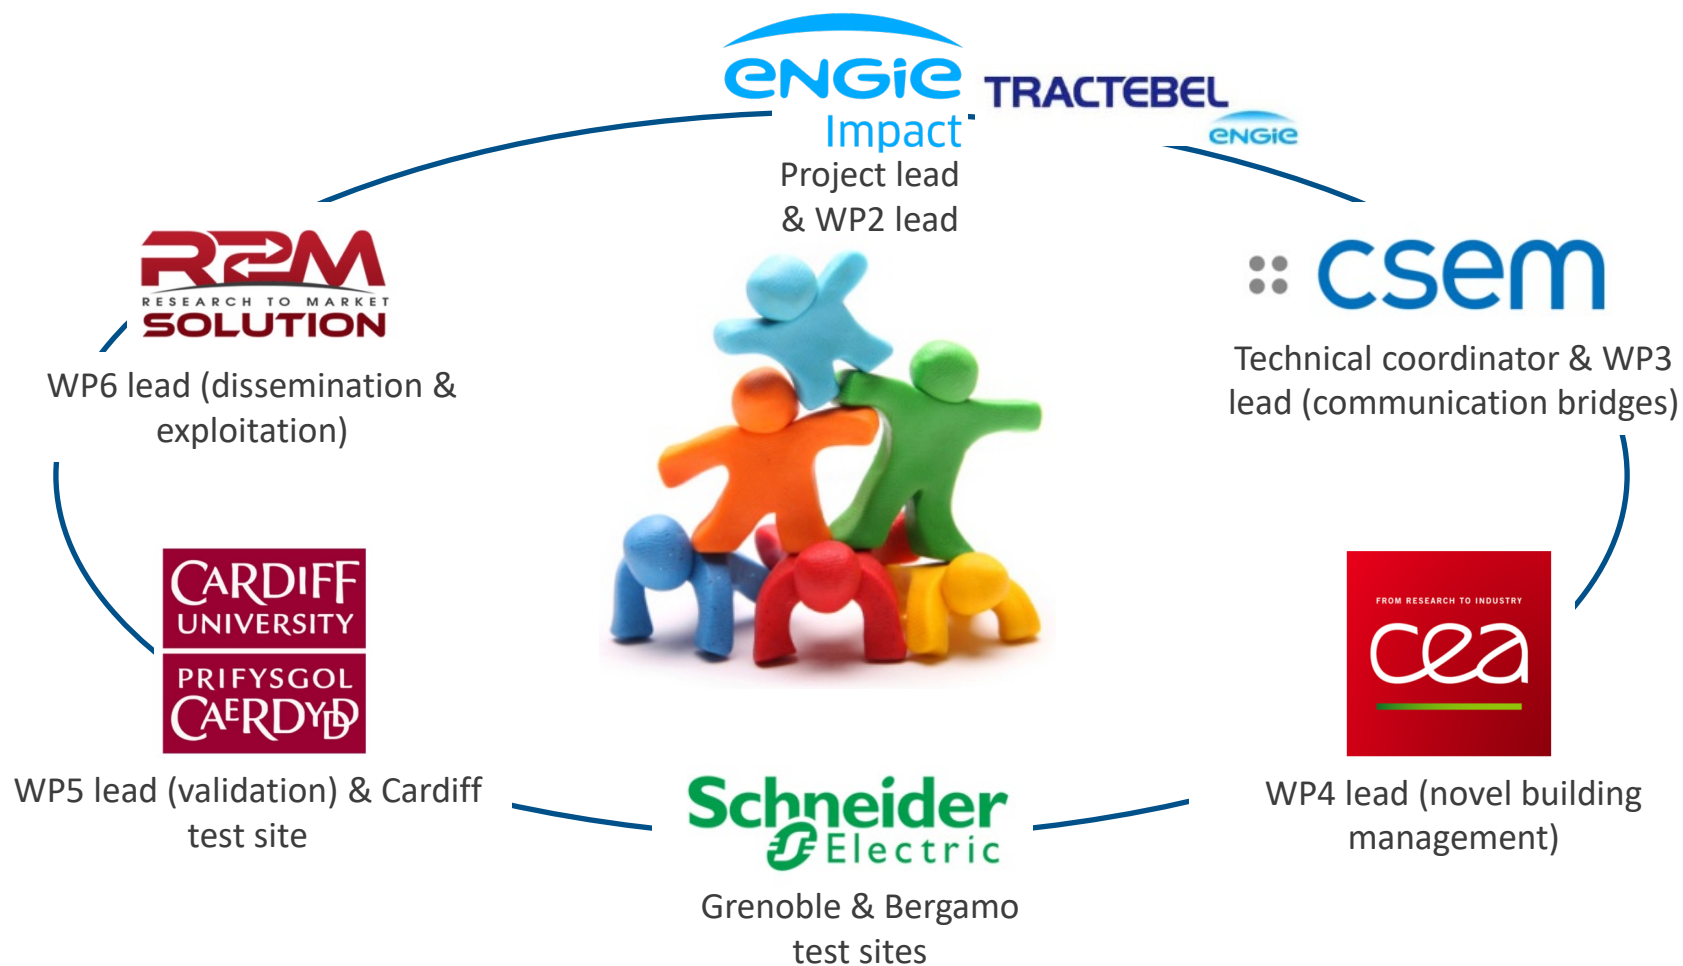 ENGIE
Impact
TRACTEBEL
ENGIE
Project lead
& WP2 lead
R2M
RESEARCH TO MARKET
SOLUTION
WP6 lead (dissemination &
exploitation)
csem
Technical coordinator & WP3
lead (communication bridges)
CARDIFF
UNIVERSITY
PRIFYSGOL
CAERDYDD
WP5 lead (validation) & Cardiff
test site
Schneider
Electric
Grenoble & Bergamo
test sites
FROM RESEARCH TO INDUSTRY
cea
WP4 lead (novel building
management)